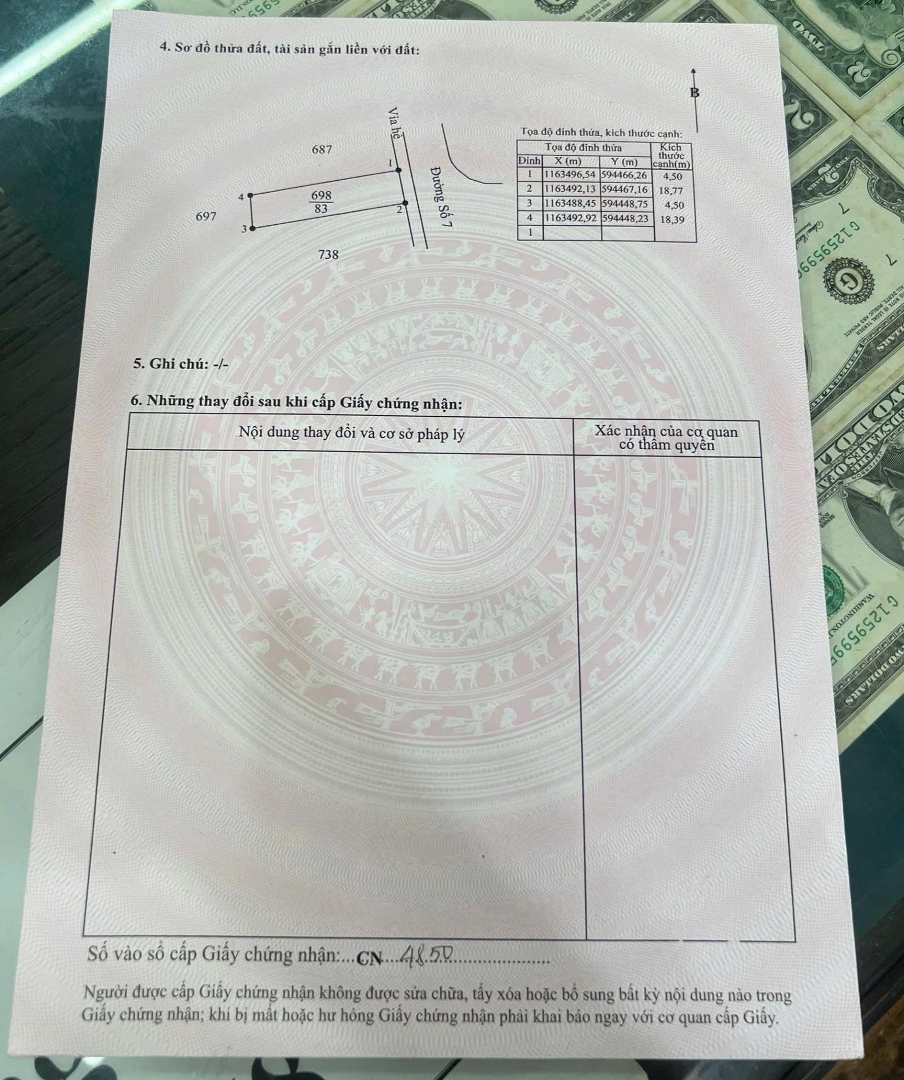 4. Sơ đồ thửa đất, tài sản gắn liền với đất:
B
Vỉa hè
687
Đường Số 7
1
4
698
83
2
697
3
738
Tọa độ đỉnh thửa, kích thước cạnh:
Tọa độ đỉnh thửa Kích thước cạnh(m)
Đỉnh X (m) Y (m)
1 1163496,54 594466,26 4,50
2 1163492,13 594467,16 18,77
3 1163488,45 594448,75 4,50
4 1163492,92 594448,23 18,39
1
5. Ghi chú: -/-
6. Những thay đổi sau khi cấp Giấy chứng nhận:
Nội dung thay đổi và cơ sở pháp lý
Xác nhận của cơ quan
có thẩm quyền
Số vào sổ cấp Giấy chứng nhận:...CN...4850......................
Người được cấp Giấy chứng nhận không được sửa chữa, tẩy xóa hoặc bổ sung bất kỳ nội dung nào trong
Giấy chứng nhận; khi bị mất hoặc hư hỏng Giấy chứng nhận phải khai báo ngay với cơ quan cấp Giấy.
WASHINGTON
TWO DOLLARS